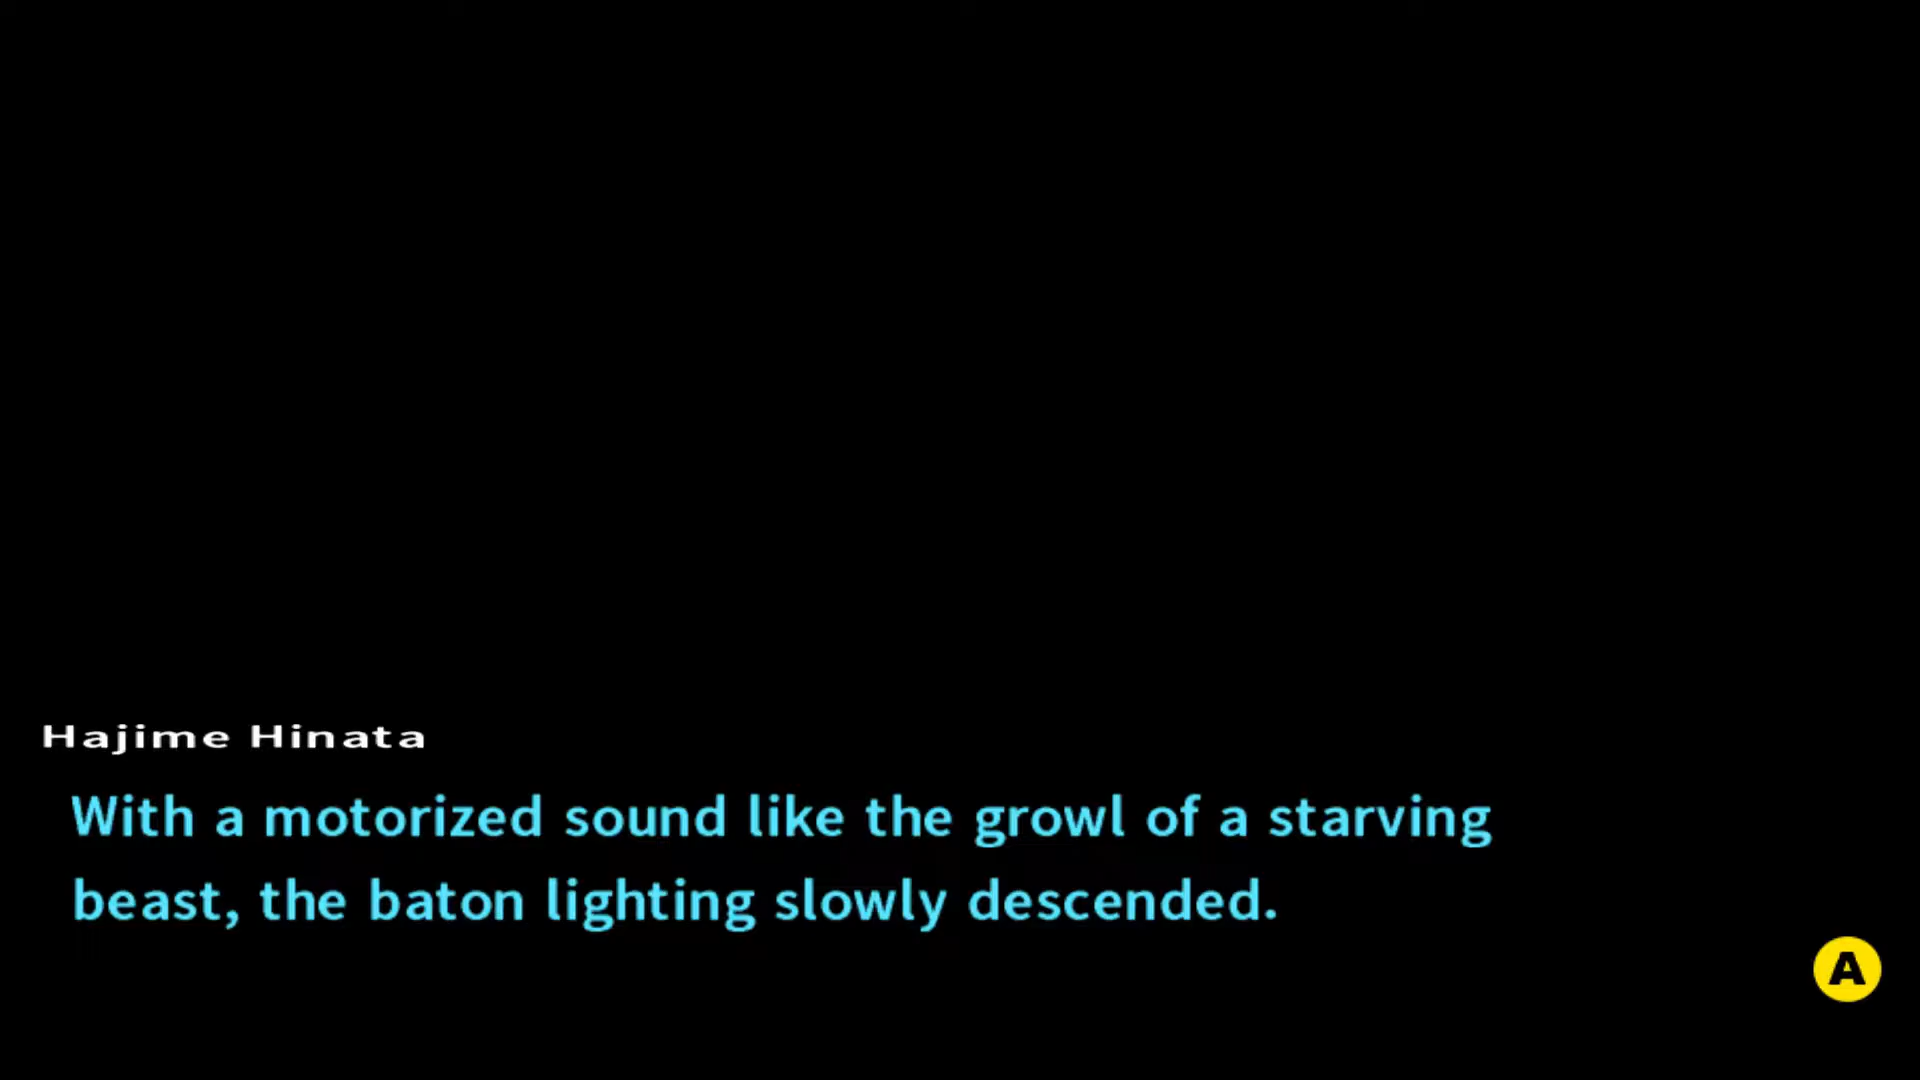 Hajime Hinata
With a motorized sound like the growl of a starving
beast, the baton lighting slowly descended.
A